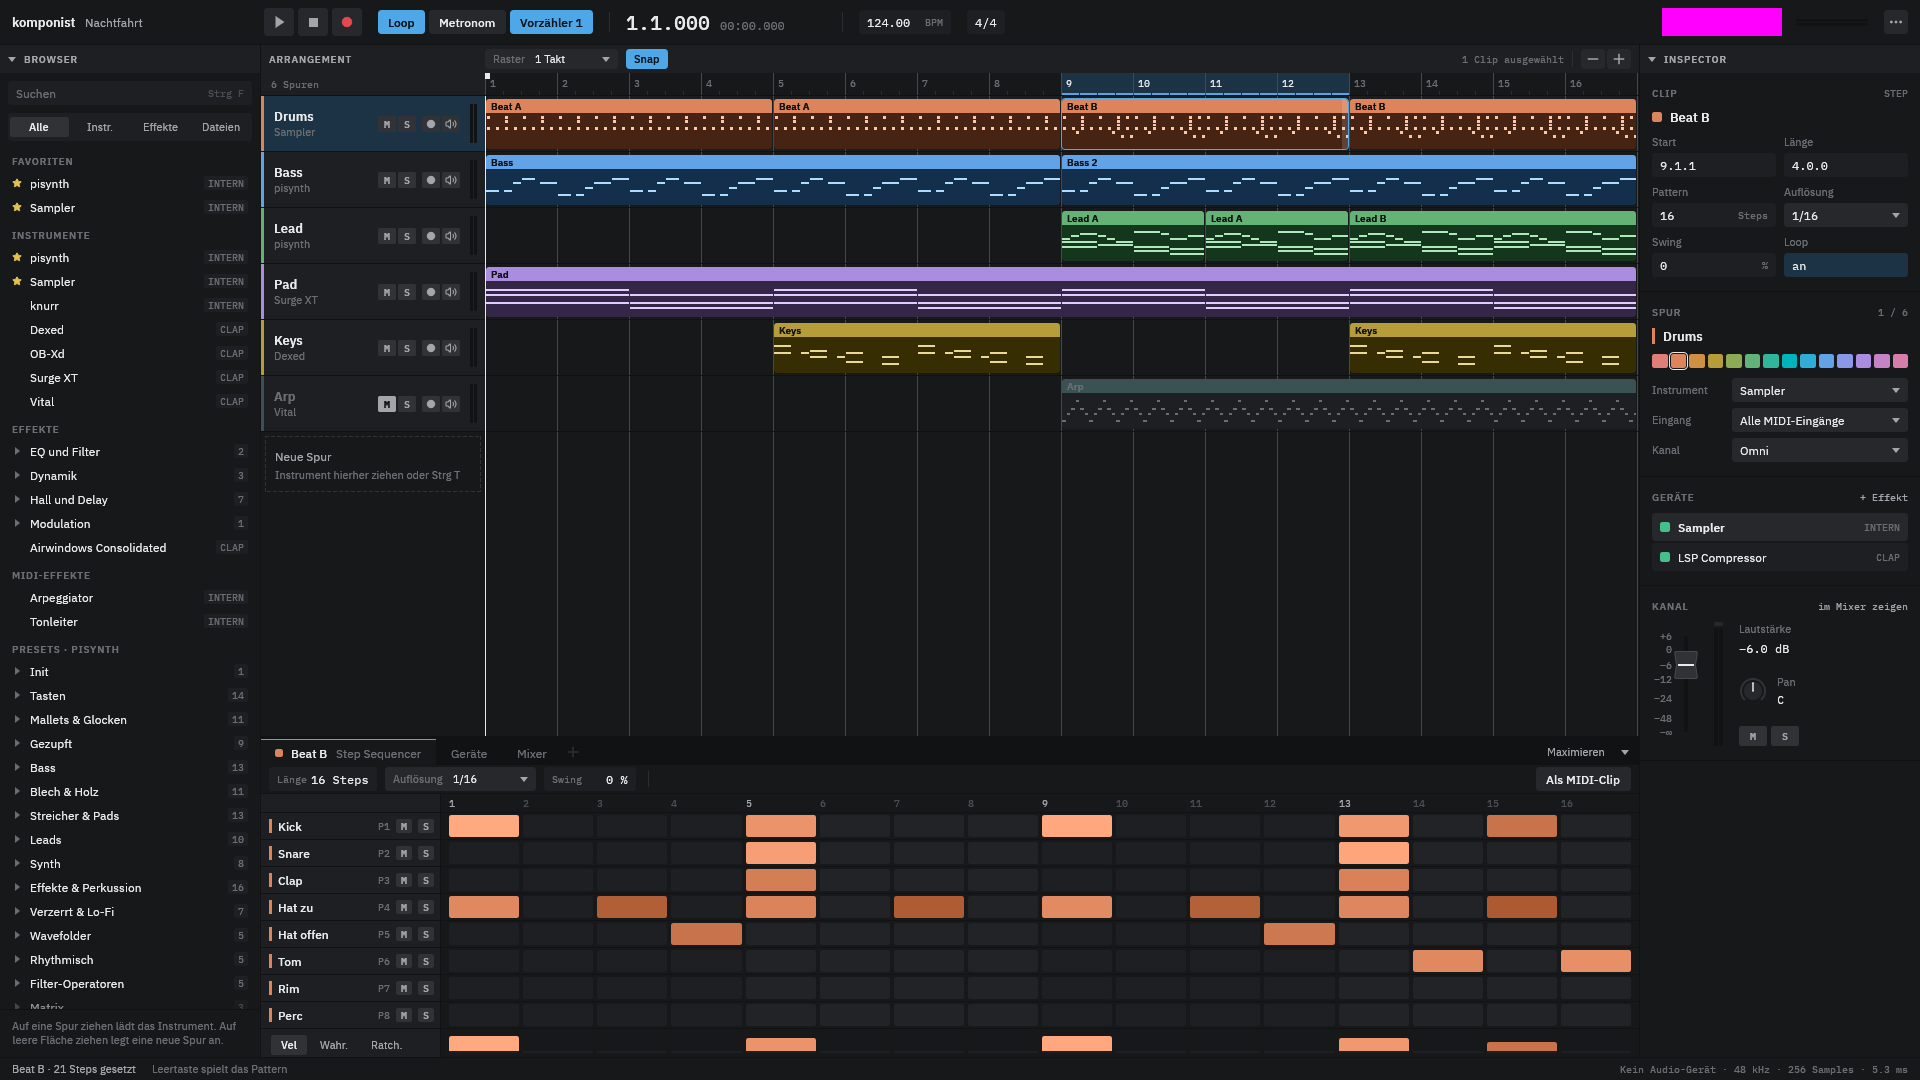 komponist Nachtfahrt Loop Metronom Vorzähler 1 1.1.000 00:00.000 124.00 BPM 4/4
BROWSER
Suchen Strg F
Alle Instr. Effekte Dateien
FAVORITEN
pisynth INTERN
Sampler INTERN
INSTRUMENTE
pisynth INTERN
Sampler INTERN
knurr INTERN
Dexed CLAP
OB-Xd CLAP
Surge XT CLAP
Vital CLAP
EFFEKTE
EQ und Filter 2
Dynamik 3
Hall und Delay 7
Modulation 1
Airwindows Consolidated CLAP
MIDI-EFFEKTE
Arpeggiator INTERN
Tonleiter INTERN
PRESETS · PISYNTH
Init 1
Tasten 14
Mallets & Glocken 11
Gezupft 9
Bass 13
Blech & Holz 11
Streicher & Pads 13
Leads 10
Synth 8
Effekte & Perkussion 16
Verzerrt & Lo-Fi 7
Wavefolder 5
Rhythmisch 5
Filter-Operatoren 5
Matrix 3
Auf eine Spur ziehen lädt das Instrument. Auf
leere Fläche ziehen legt eine neue Spur an.
ARRANGEMENT Raster 1 Takt Snap 1 Clip ausgewählt
6 Spuren 1 2 3 4 5 6 7 8 9 10 11 12 13 14 15 16
Drums M S
Sampler
Beat A Beat A Beat B Beat B
Bass M S
pisynth
Bass Bass 2
Lead M S
pisynth
Lead A Lead A Lead B
Pad M S
Surge XT
Pad
Keys M S
Dexed
Keys Keys
Arp M S
Vital
Arp
Neue Spur
Instrument hierher ziehen oder Strg T
Beat B Step Sequencer Geräte Mixer + Maximieren
Länge 16 Steps Auflösung 1/16 Swing 0 % Als MIDI-Clip
1 2 3 4 5 6 7 8 9 10 11 12 13 14 15 16
Kick P1 M S
Snare P2 M S
Clap P3 M S
Hat zu P4 M S
Hat offen P5 M S
Tom P6 M S
Rim P7 M S
Perc P8 M S
Vel Wahr. Ratch.
INSPECTOR
CLIP STEP
Beat B
Start Länge
9.1.1 4.0.0
Pattern Auflösung
16 Steps 1/16
Swing Loop
0 % an
SPUR 1 / 6
Drums
Instrument Sampler
Eingang Alle MIDI-Eingänge
Kanal Omni
GERÄTE + Effekt
Sampler INTERN
LSP Compressor CLAP
KANAL im Mixer zeigen
+6
0
−6
−12
−24
−48
−∞
Lautstärke
−6.0 dB
Pan
C
M S
Beat B · 21 Steps gesetzt Leertaste spielt das Pattern Kein Audio-Gerät · 48 kHz · 256 Samples · 5.3 ms